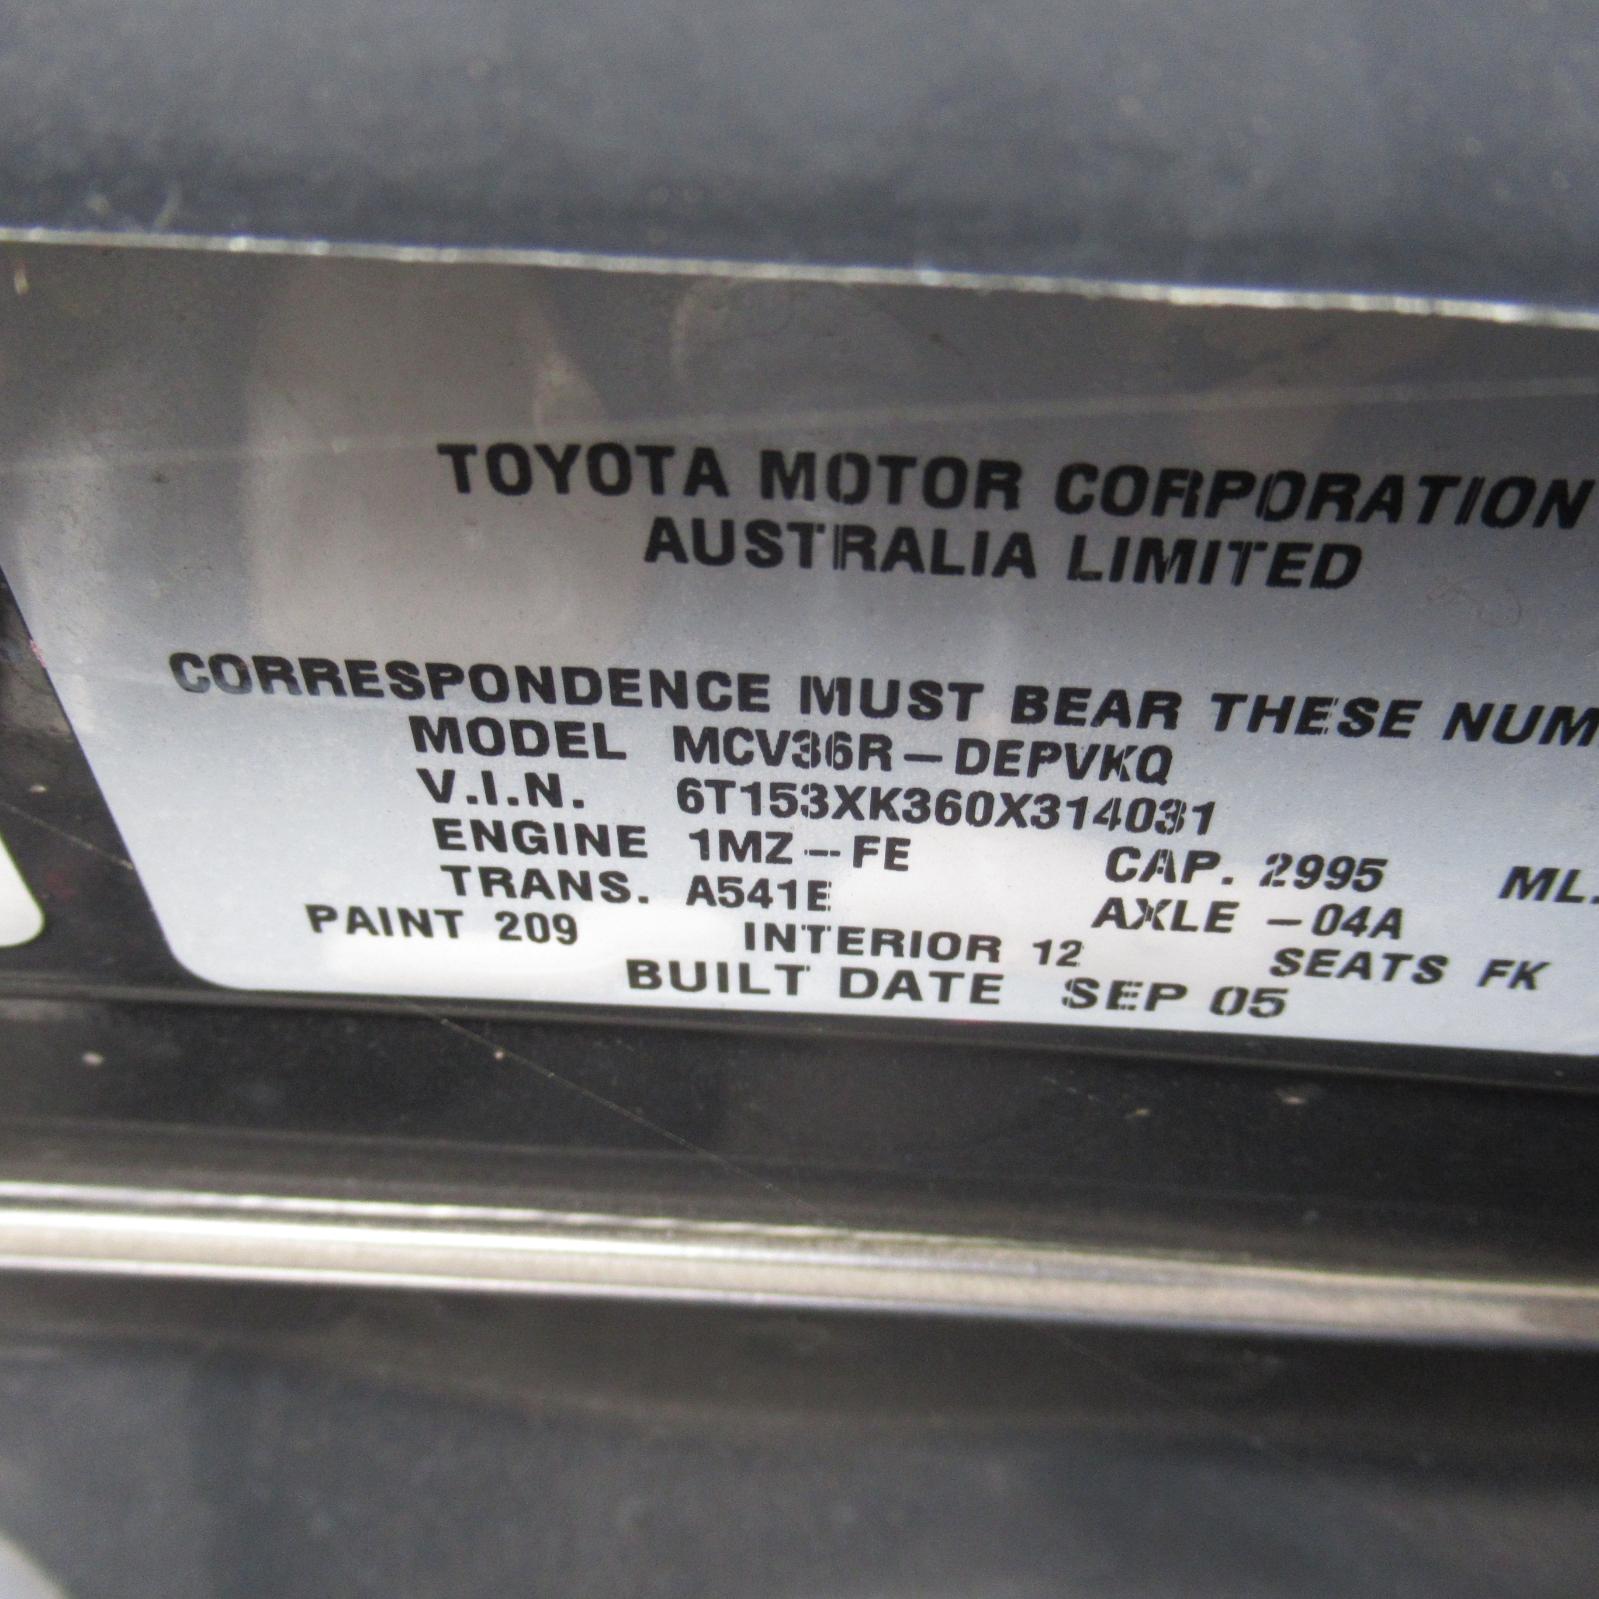 TOYOTA MOTOR CORPORATION
AUSTRALIA LIMITED
CORRESPONDENCE MUST BEAR THESE NUM
MODEL MCV36R-DEPVKQ
V.I.N. 6T153XK360X314031
ENGINE 1MZ-FE CAP. 2995 ML.
TRANS. A541E AXLE -04A
PAINT 209 INTERIOR 12 SEATS FK
BUILT DATE SEP 05